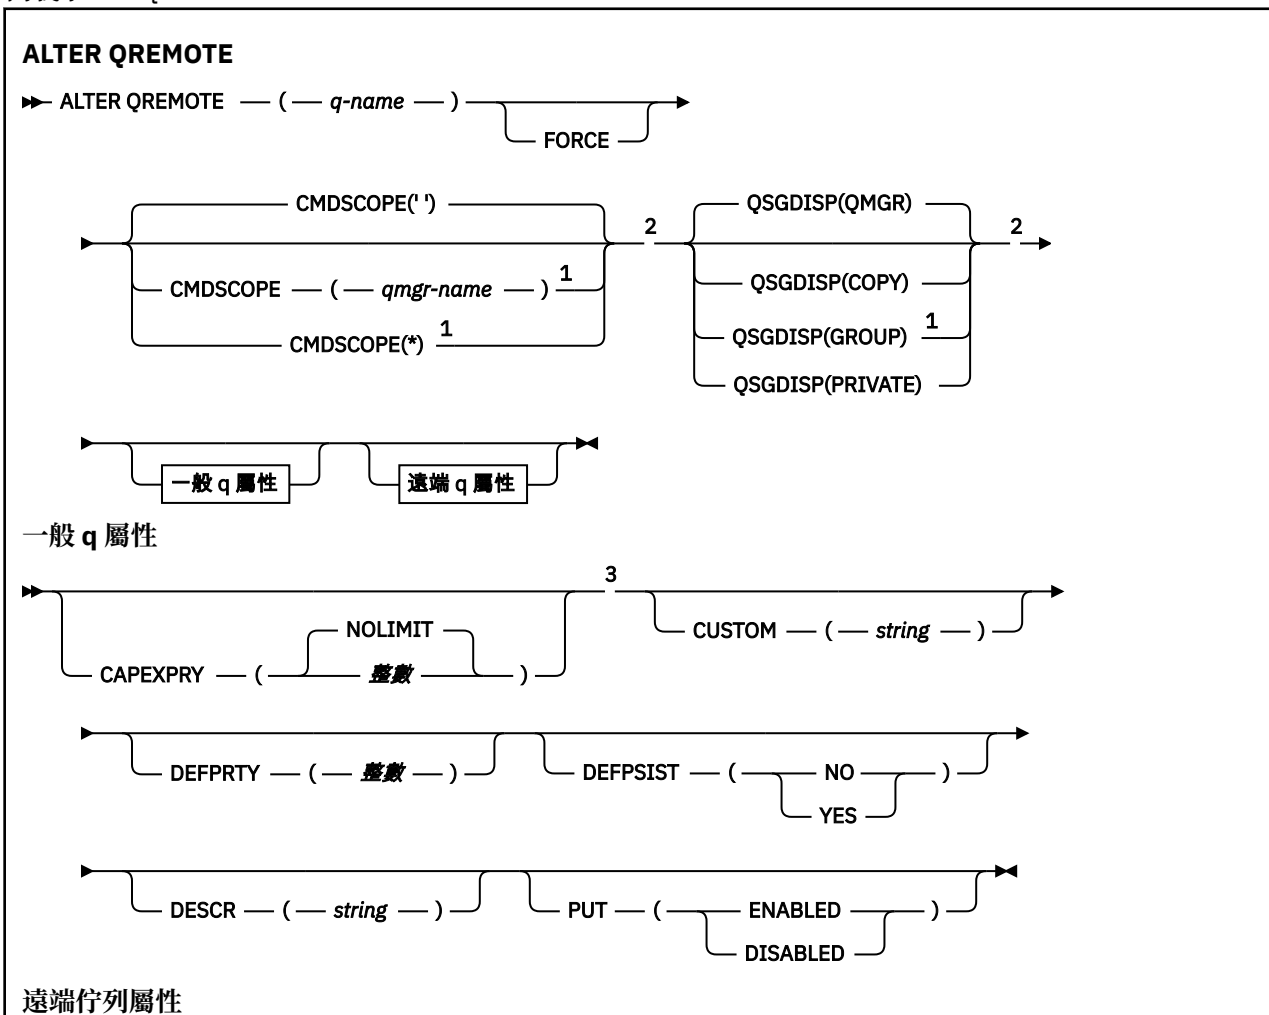 ALTER QREMOTE
ALTER QREMOTE ( q-name )
FORCE
CMDSCOPE(' ') 2 QSGDISP(QMGR) 2
CMDSCOPE ( qmgr-name ) 1 QSGDISP(COPY)
CMDSCOPE(*) 1 QSGDISP(GROUP) 1
QSGDISP(PRIVATE)
一般 q 屬性 遠端 q 屬性
一般 q 屬性
3
NOLIMIT CUSTOM ( string )
CAPEXPRY ( 整數 )
DEFPRTY ( 整數 ) DEFPSIST ( NO )
YES
DESCR ( string ) PUT ( ENABLED )
DISABLED
遠端佇列屬性